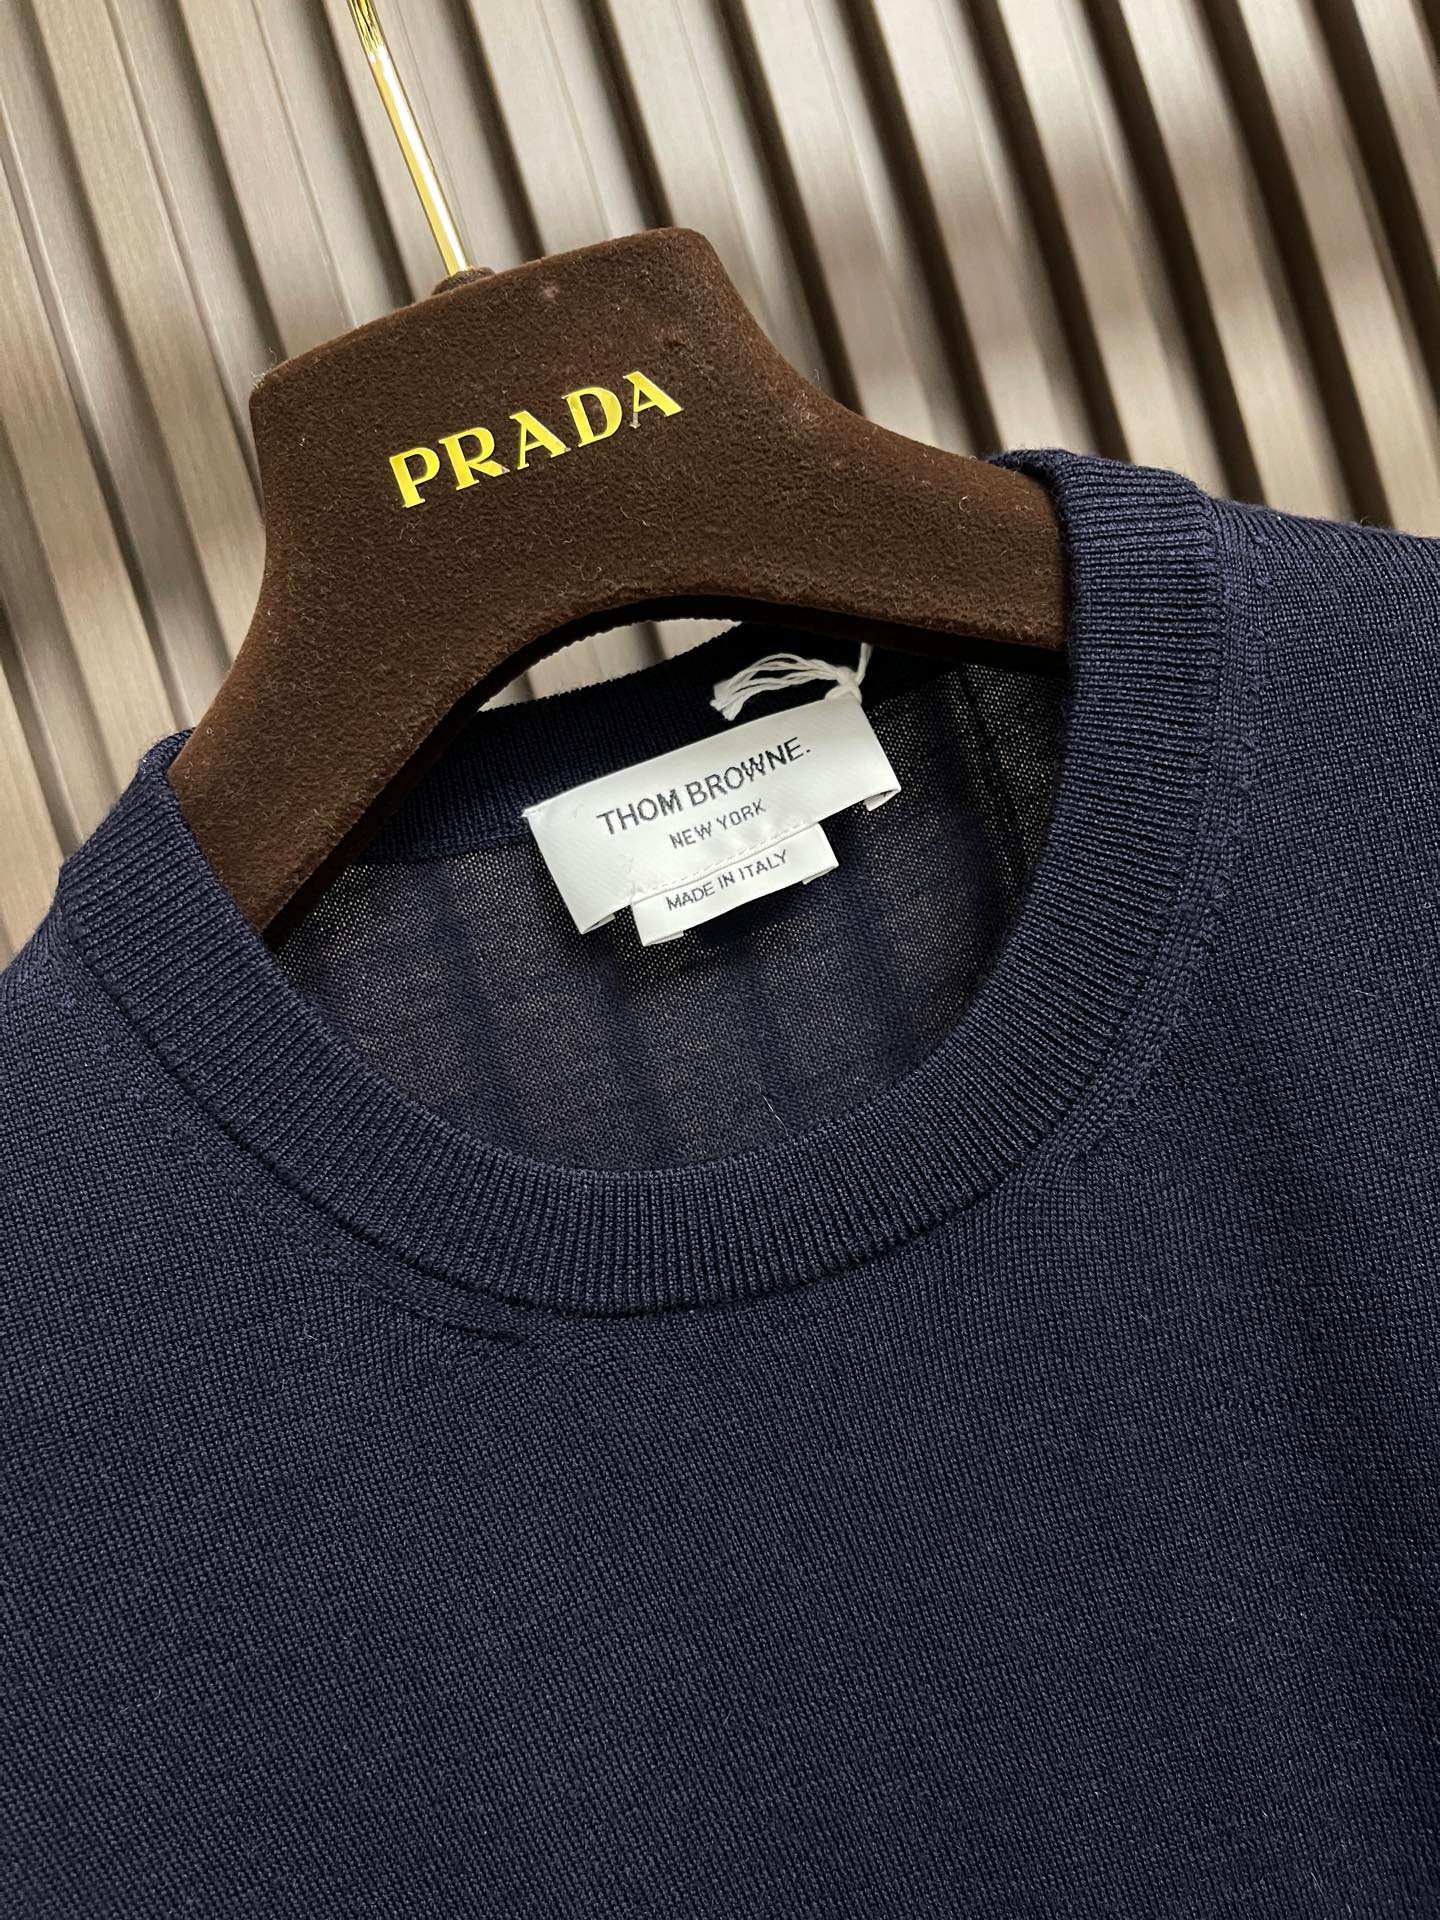 PRADA
THOM BROWNE.
NEW YORK
MADE IN ITALY